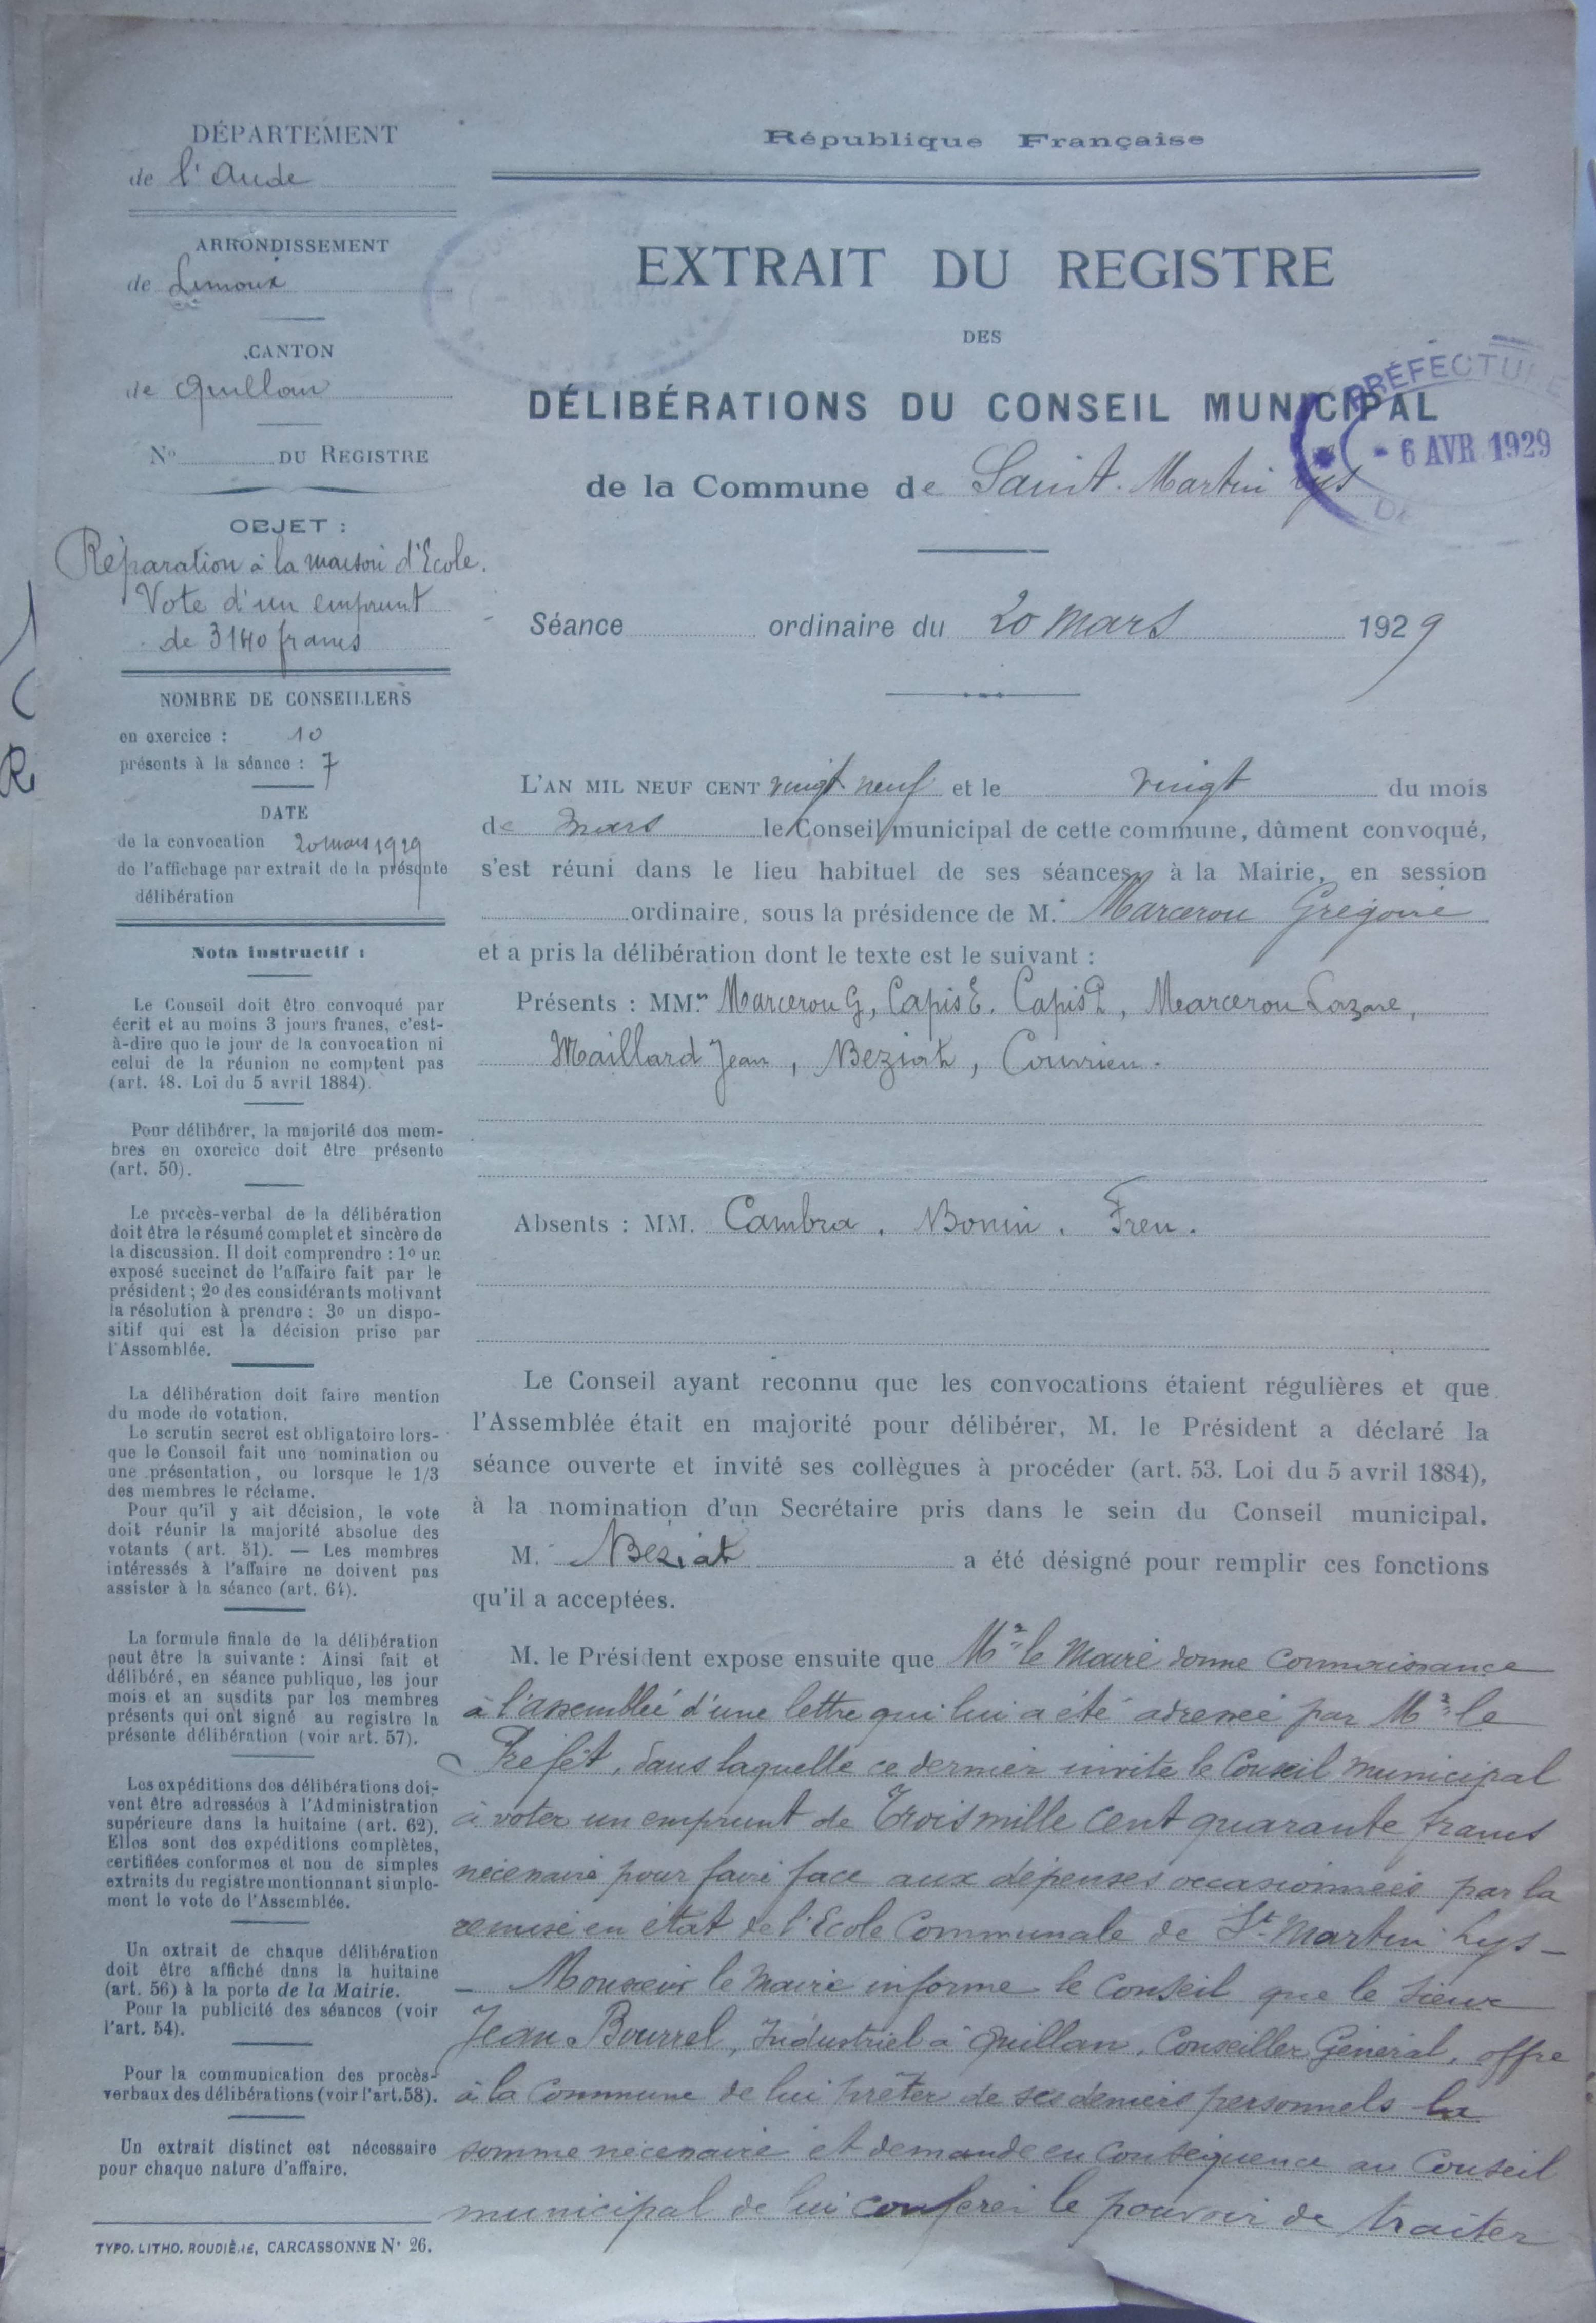 DÉPARTEMENT
de l'Aude
ARRONDISSEMENT
de Limoux
CANTON
de Quillan
No DU REGISTRE
OBJET :
Réparation à la maison d'Ecole.
Vote d'un emprunt
de 3140 francs
NOMBRE DE CONSEILLERS
en exercice : 10
présents à la séance : 7
DATE
de la convocation 20 mars 1929
de l'affichage par extrait de la présente
délibération
Nota instructif :
Le Conseil doit être convoqué par
écrit et au moins 3 jours francs, c'est-
à-dire que le jour de la convocation ni
celui de la réunion ne comptent pas
(art. 48. Loi du 5 avril 1884).
Pour délibérer, la majorité des mem-
bres en exercice doit être présente
(art. 50).
Le procès-verbal de la délibération
doit être le résumé complet et sincère de
la discussion. Il doit comprendre : 1o un
exposé succinct de l'affaire fait par le
président ; 2o des considérants motivant
la résolution à prendre : 3o un dispo-
sitif qui est la décision prise par
l'Assemblée.
La délibération doit faire mention
du mode de votation.
Le scrutin secret est obligatoire lors-
que le Conseil fait une nomination ou
une présentation, ou lorsque le 1/3
des membres le réclame.
Pour qu'il y ait décision, le vote
doit réunir la majorité absolue des
votants (art. 51). — Les membres
intéressés à l'affaire ne doivent pas
assister à la séance (art. 64).
La formule finale de la délibération
peut être la suivante : Ainsi fait et
délibéré, en séance publique, les jour
mois et an susdits par les membres
présents qui ont signé au registre la
présente délibération (voir art. 57).
Les expéditions des délibérations doi-
vent être adressées à l'Administration
supérieure dans la huitaine (art. 62).
Elles sont des expéditions complètes,
certifiées conformes et non de simples
extraits du registre mentionnant simple-
ment le vote de l'Assemblée.
Un extrait de chaque délibération
doit être affiché dans la huitaine
(art. 56) à la porte de la Mairie.
Pour la publicité des séances (voir
l'art. 54).
Pour la communication des procès-
verbaux des délibérations (voir l'art.58).
Un extrait distinct est nécessaire
pour chaque nature d'affaire.
TYPO. LITHO. ROUDIÈRE, CARCASSONNE N° 26.
République Française
EXTRAIT DU REGISTRE
DES
DÉLIBÉRATIONS DU CONSEIL MUNICIPAL
PRÉFECTURE
- 6 AVR 1929
de la Commune de Saint-Martin Lys
Séance ordinaire du 20 mars 1929
L'AN MIL NEUF CENT vingt neuf et le vingt du mois
de mars le Conseil municipal de cette commune, dûment convoqué,
s'est réuni dans le lieu habituel de ses séances, à la Mairie, en session
ordinaire, sous la présidence de M. Marcerou Grégoire
et a pris la délibération dont le texte est le suivant :
Présents : MMrs Marcerou G, Capis E. Capis P, Marcerou Lazare,
Maillard Jean, Beziat, Couvrieu.
Absents : MM. Cambra. Bonin. Freu.
Le Conseil ayant reconnu que les convocations étaient régulières et que
l'Assemblée était en majorité pour délibérer, M. le Président a déclaré la
séance ouverte et invité ses collègues à procéder (art. 53. Loi du 5 avril 1884),
à la nomination d'un Secrétaire pris dans le sein du Conseil municipal.
M. Beziat a été désigné pour remplir ces fonctions
qu'il a acceptées.
M. le Président expose ensuite que Mr le Maire donne connaissance
à l'assemblée d'une lettre qui lui a été adressée par Mr le
Préfèt, dans laquelle ce dernier invite le Conseil municipal
à voter un emprunt de Trois mille cent quarante francs
nécessaire pour faire face aux dépenses occasionnées par la
remise en état de l'Ecole Communale de St Martin Lys —
— Monsieur le Maire informe le Conseil que le sieur
Jean Bourrel, Industriel à Quillan, Conseiller Général, offre
à la Commune de lui prêter de ses deniers personnels la
somme nécessaire et demande en conséquence au Conseil
municipal de lui conférer le pouvoir de traiter